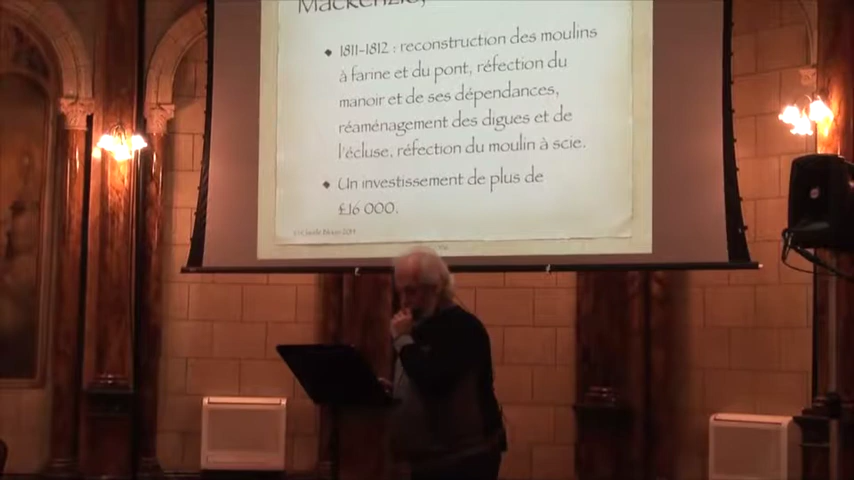 Mackenzie,
1811-1812 : reconstruction des moulins
à farine et du pont, réfection du
manoir et de ses dépendances,
réaménagement des digues et de
l'écluse, réfection du moulin à scie.
Un investissement de plus de
£16 000.